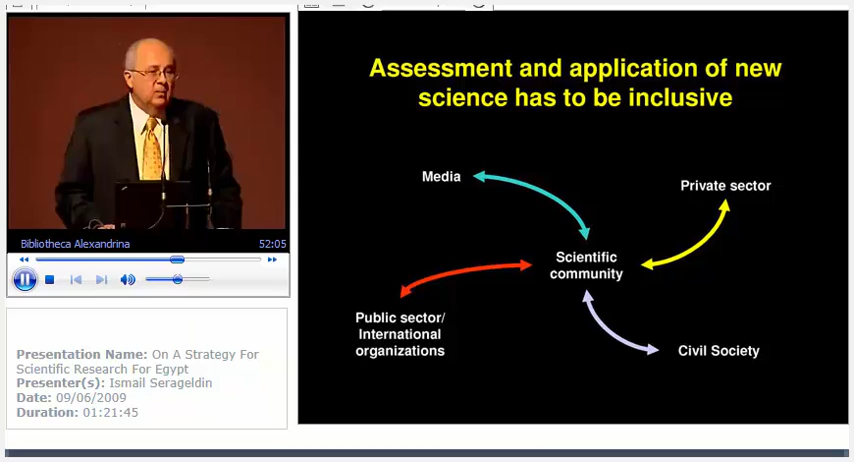 Assessment and application of new
science has to be inclusive
Media
Private sector
Scientific
community
Public sector/
International
organizations
Civil Society
Bibliotheca Alexandrina 52:05
Presentation Name: On A Strategy For
Scientific Research For Egypt
Presenter(s): Ismail Serageldin
Date: 09/06/2009
Duration: 01:21:45